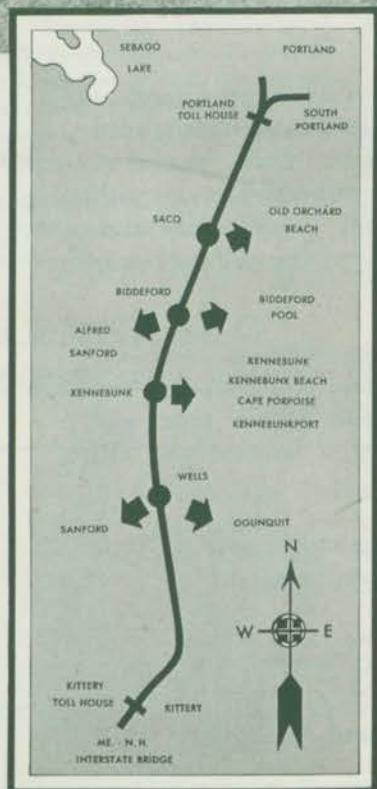 SEBAGO
LAKE
PORTLAND
PORTLAND
TOLL HOUSE
SOUTH
PORTLAND
SACO
OLD ORCHARD
BEACH
BIDDEFORD
BIDDEFORD
POOL
ALFRED
SANFORD
KENNEBUNK
KENNEBUNK
KENNEBUNK BEACH
CAPE PORPOISE
KENNEBUNKPORT
WELLS
SANFORD
OGUNQUIT
N
W
E
KITTERY
TOLL HOUSE
KITTERY
ME. - N.H.
INTERSTATE BRIDGE